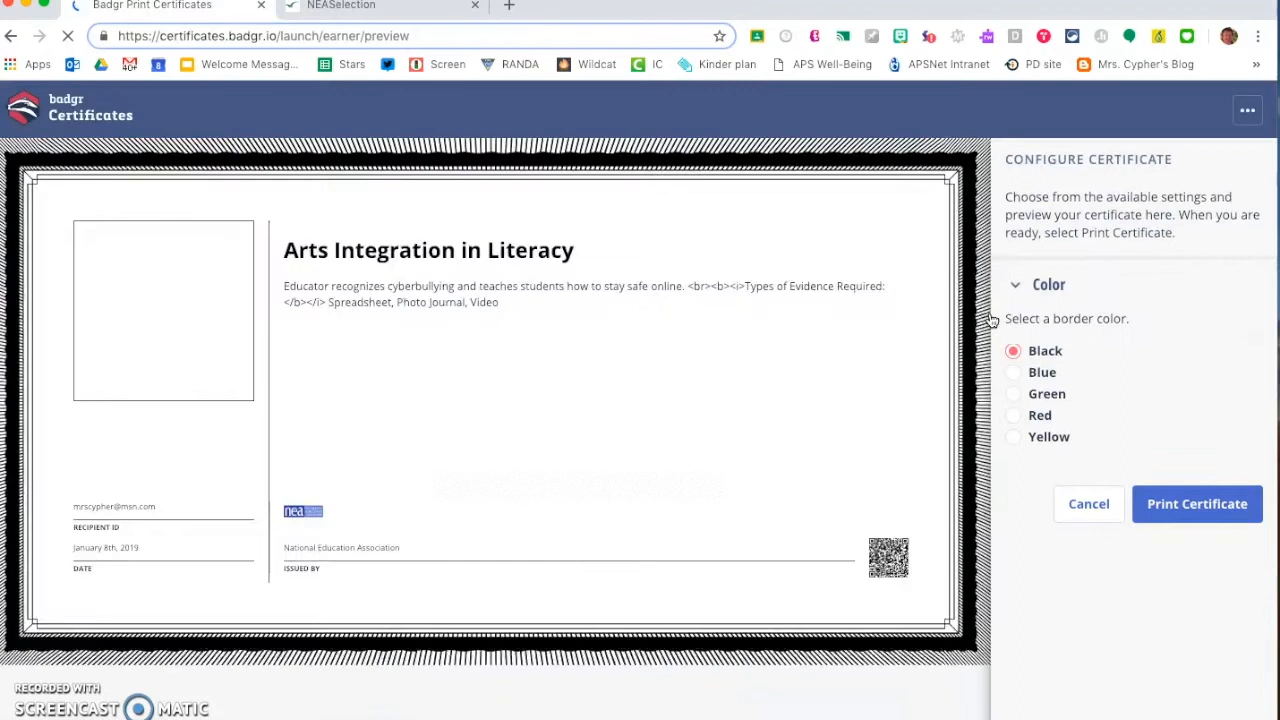 Badgr Print Certificates
NEASelection
https://certificates.badgr.io/launch/earner/preview
Apps
Welcome Messag...
Stars
Screen
RANDA
Wildcat
IC
Kinder plan
APS Well-Being
APSNet Intranet
PD site
Mrs. Cypher's Blog
»
badgr
Certificates
CONFIGURE CERTIFICATE
Choose from the available settings and
preview your certificate here. When you are
ready, select Print Certificate.
Color
Select a border color.
Black
Blue
Green
Red
Yellow
Cancel
Print Certificate
Arts Integration in Literacy
Educator recognizes cyberbullying and teaches students how to stay safe online. <br><b><i>Types of Evidence Required:
</b></i> Spreadsheet, Photo Journal, Video
mrscypher@msn.com
RECIPIENT ID
January 8th, 2019
DATE
nea
National Education Association
ISSUED BY
RECORDED WITH
SCREENCAST MATIC